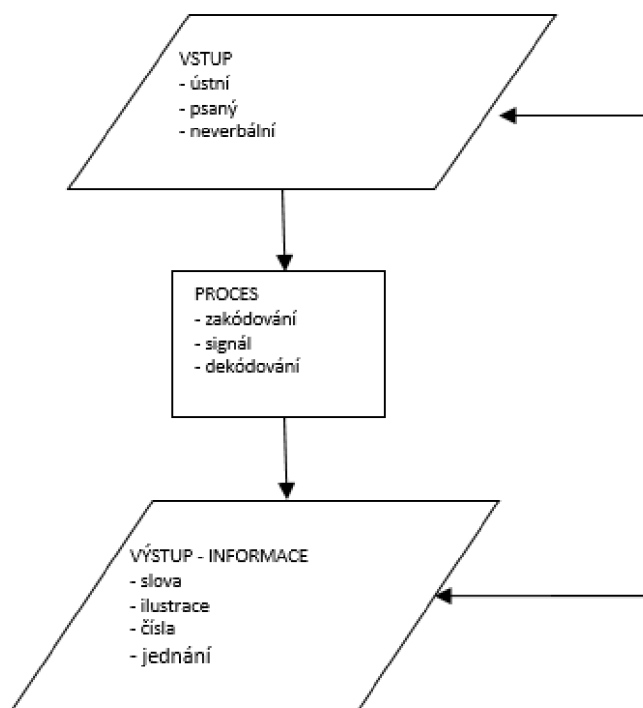 VSTUP
- ústní
- psaný
- neverbální
PROCES
- zakódování
- signál
- dekódování
VÝSTUP - INFORMACE
- slova
- ilustrace
- čísla
- jednání